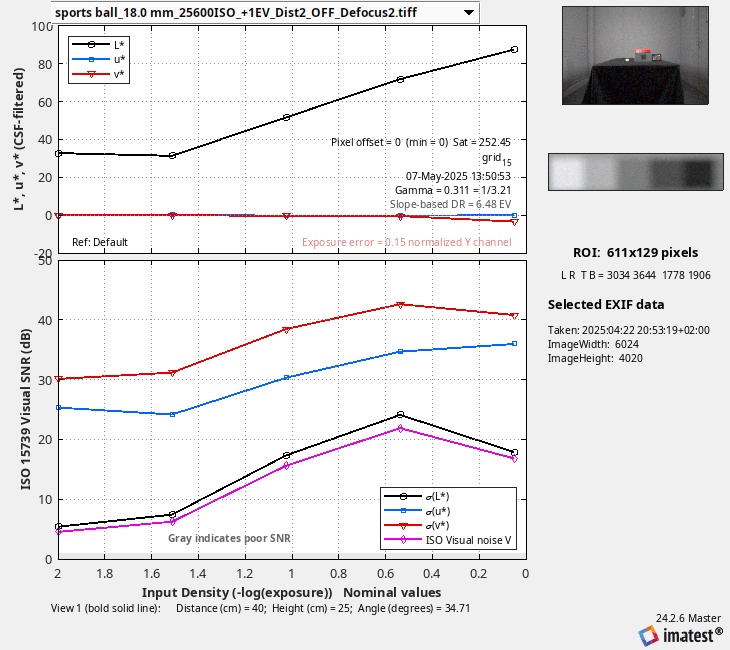 sports ball_18.0 mm_25600ISO_+1EV_Dist2_OFF_Defocus2.tiff
L*, u*, v* (CSF-filtered)
100
80
60
40
20
0
-20
L*
u*
v*
Pixel offset = 0 (min = 0) Sat = 252.45
grid15
07-May-2025 13:50:53
Gamma = 0.311 = 1/3.21
Slope-based DR = 6.48 EV
Ref: Default
Exposure error = 0.15 normalized Y channel
ISO 15739 Visual SNR (dB)
50
40
30
20
10
0
σ(L*)
σ(u*)
σ(v*)
ISO Visual noise V
Gray indicates poor SNR
2 1.8 1.6 1.4 1.2 1 0.8 0.6 0.4 0.2 0
Input Density (-log(exposure)) Nominal values
View 1 (bold solid line): Distance (cm) = 40; Height (cm) = 25; Angle (degrees) = 34.71
ROI: 611x129 pixels
L R T B = 3034 3644 1778 1906
Selected EXIF data
Taken: 2025:04:22 20:53:19+02:00
ImageWidth: 6024
ImageHeight: 4020
24.2.6 Master
imatest®